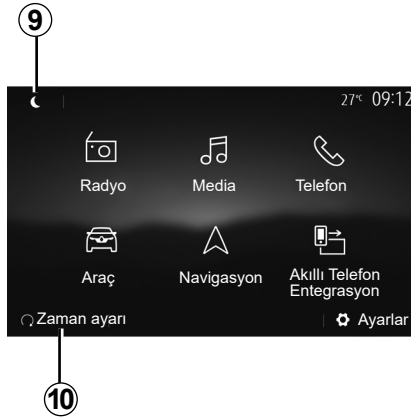 9
27°C 09:12
Radyo Media Telefon
Araç Navigasyon Akıllı Telefon
Entegrasyon
Zaman ayarı Ayarlar
10